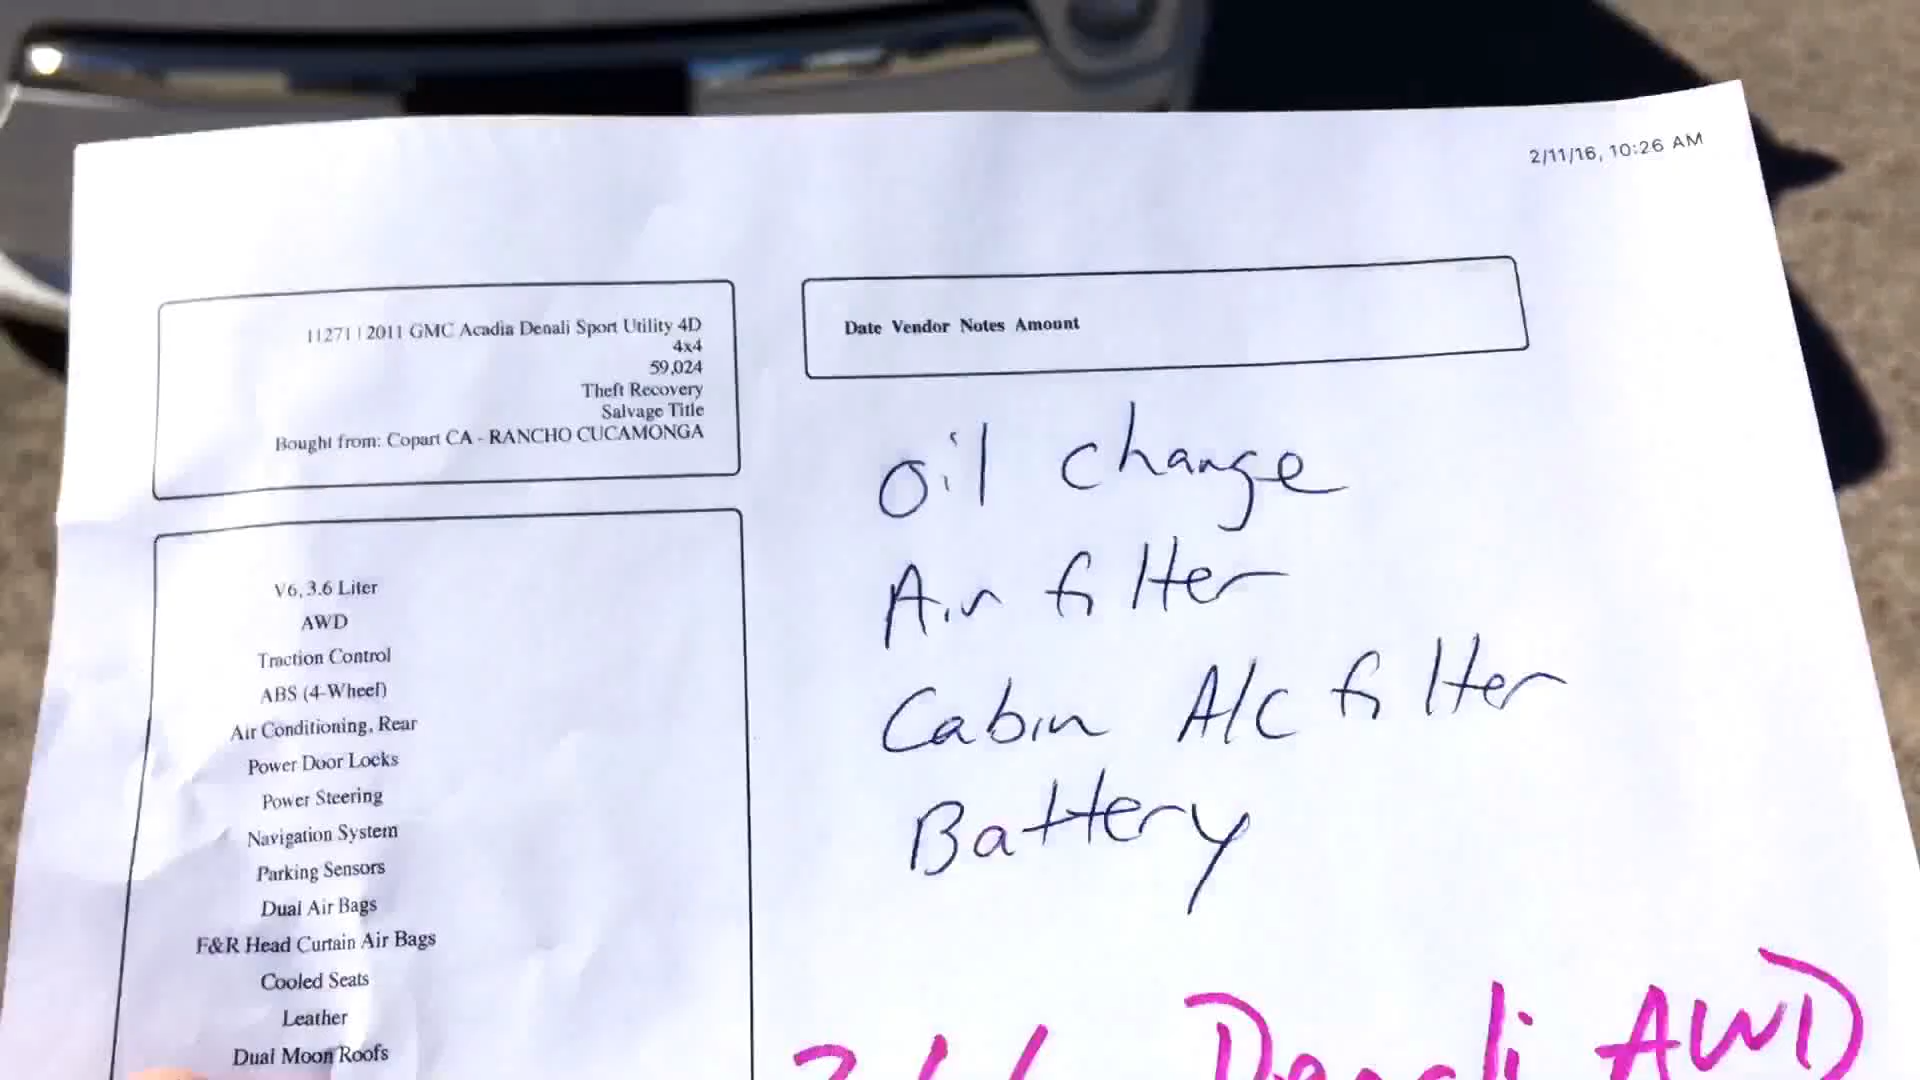 2/11/16, 10:26 AM
11271 | 2011 GMC Acadia Denali Sport Utility 4D
4x4
59,024
Theft Recovery
Salvage Title
Bought from: Copart CA - RANCHO CUCAMONGA
Date Vendor Notes Amount
Oil change
Air filter
Cabin A/C filter
Battery
V6, 3.6 Liter
AWD
Traction Control
ABS (4-Wheel)
Air Conditioning, Rear
Power Door Locks
Power Steering
Navigation System
Parking Sensors
Dual Air Bags
F&R Head Curtain Air Bags
Cooled Seats
Leather
Dual Moon Roofs
Denali AWD